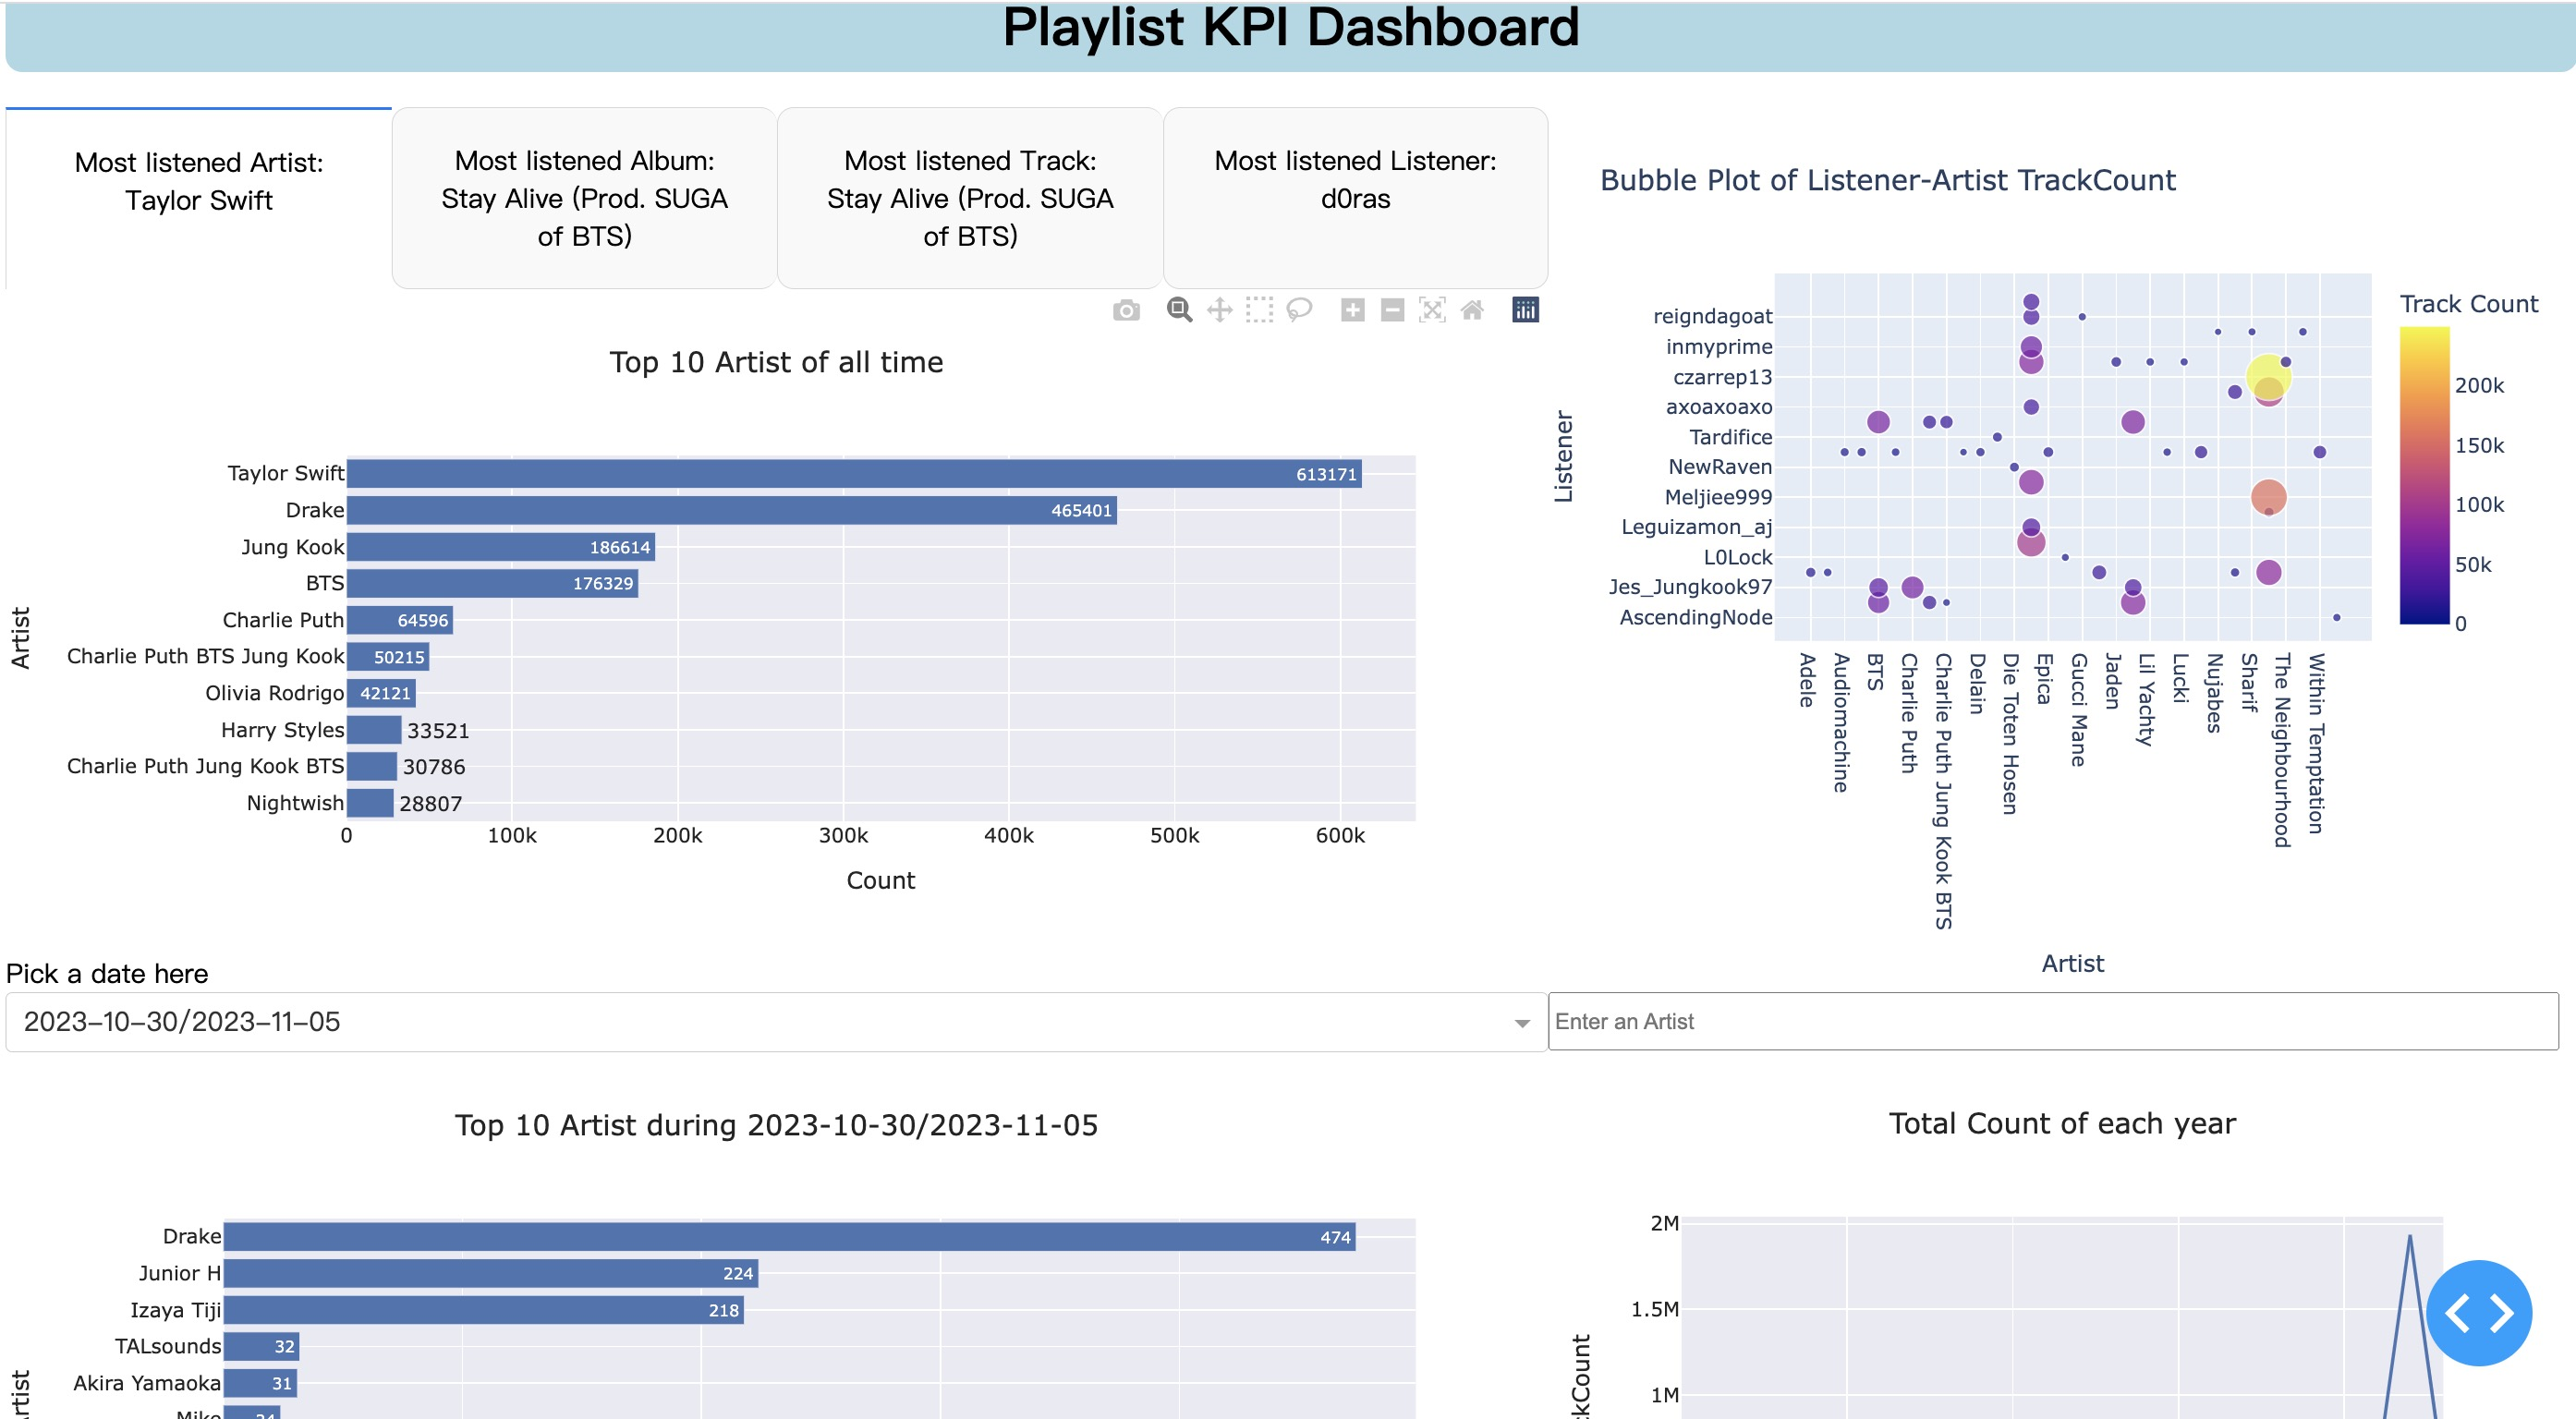 Playlist KPI Dashboard
Most listened Artist:
Taylor Swift
Most listened Album:
Stay Alive (Prod. SUGA
of BTS)
Most listened Track:
Stay Alive (Prod. SUGA
of BTS)
Most listened Listener:
d0ras
Top 10 Artist of all time
Artist
Taylor Swift 613171
Drake 465401
Jung Kook 186614
BTS 176329
Charlie Puth 64596
Charlie Puth BTS Jung Kook 50215
Olivia Rodrigo 42121
Harry Styles 33521
Charlie Puth Jung Kook BTS 30786
Nightwish 28807
0 100k 200k 300k 400k 500k 600k
Count
Bubble Plot of Listener-Artist TrackCount
Listener
reigndagoat
inmyprime
czarrep13
axoaxoaxo
Tardifice
NewRaven
Meljiee999
Leguizamon_aj
L0Lock
Jes_Jungkook97
AscendingNode
Adele
Audiomachine
BTS
Charlie Puth
Charlie Puth Jung Kook BTS
Delain
Die Toten Hosen
Epica
Gucci Mane
Jaden
Lil Yachty
Lucki
Nujabes
Sharif
The Neighbourhood
Within Temptation
Artist
Track Count
200k
150k
100k
50k
0
Pick a date here
2023–10–30/2023–11–05
Enter an Artist
Top 10 Artist during 2023-10-30/2023-11-05
Drake 474
Junior H 224
Izaya Tiji 218
TALsounds 32
Akira Yamaoka 31
Total Count of each year
2M
1.5M
1M